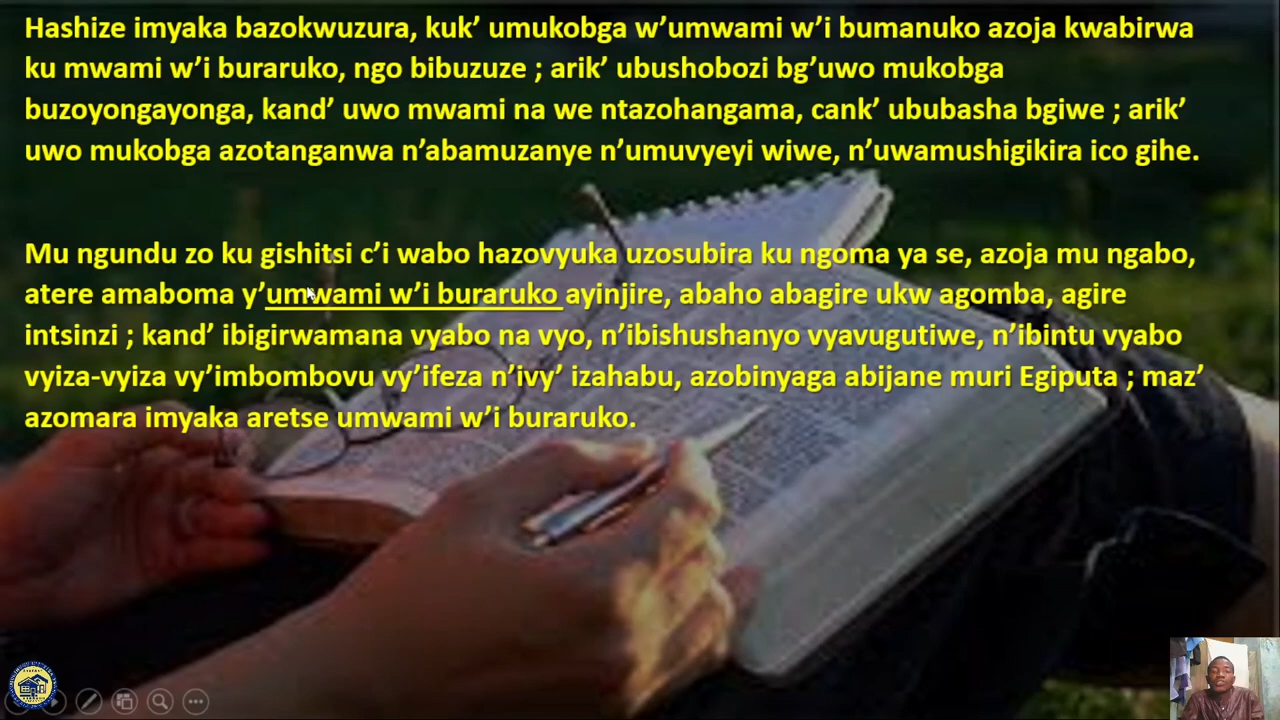 Hashize imyaka bazokwuzura, kuk’ umukobga w’umwami w’i bumanuko azoja kwabirwa
ku mwami w’i buraruko, ngo bibuzuze ; arik’ ubushobozi bg’uwo mukobga
buzoyongayonga, kand’ uwo mwami na we ntazohangama, cank’ ububasha bgiwe ; arik’
uwo mukobga azotanganwa n’abamuzanye n’umuvyeyi wiwe, n’uwamushigikira ico gihe.
Mu ngundu zo ku gishitsi c’i wabo hazovyuka uzosubira ku ngoma ya se, azoja mu ngabo,
atere amaboma y’umwami w’i buraruko ayinjire, abaho abagire ukw agomba, agire
intsinzi ; kand’ ibigirwamana vyabo na vyo, n’ibishushanyo vyavugutiwe, n’ibintu vyabo
vyiza-vyiza vy’imbombovu vy’ifeza n’ivy’ izahabu, azobinyaga abijane muri Egiputa ; maz’
azomara imyaka aretse umwami w’i buraruko.